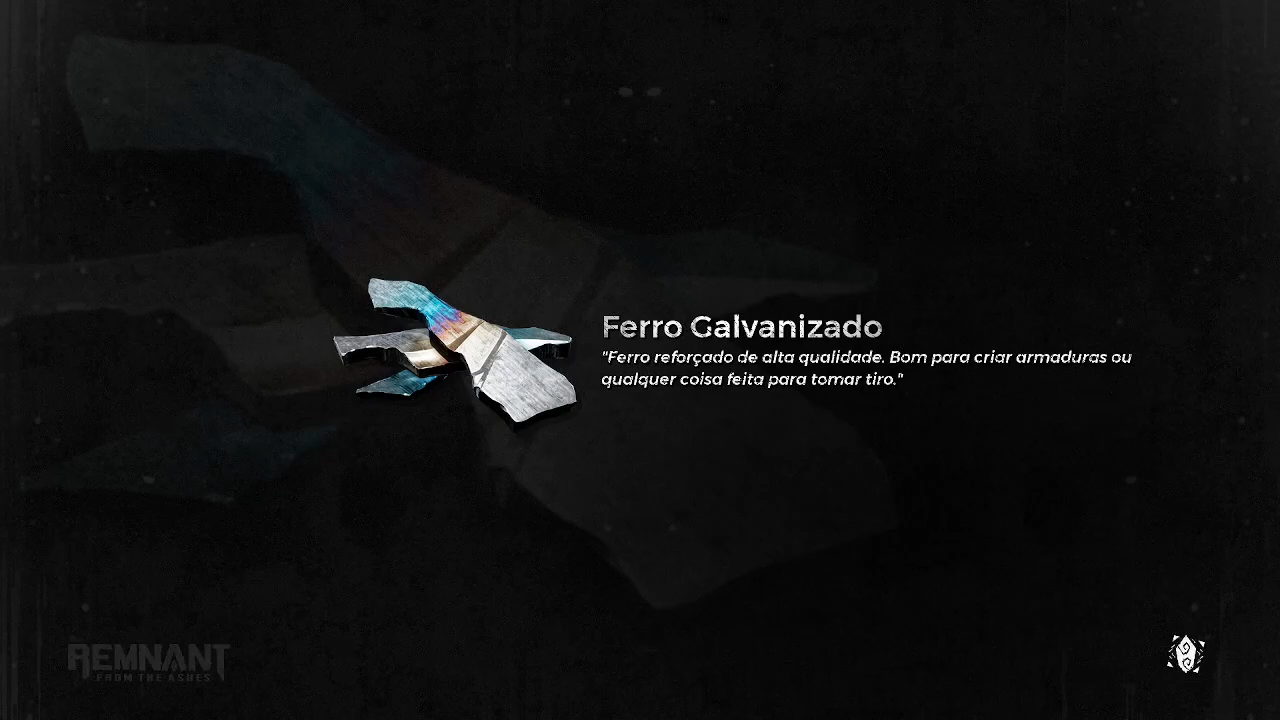 Ferro Galvanizado
"Ferro reforçado de alta qualidade. Bom para criar armaduras ou
qualquer coisa feita para tomar tiro."
REMNANT
FROM THE ASHES